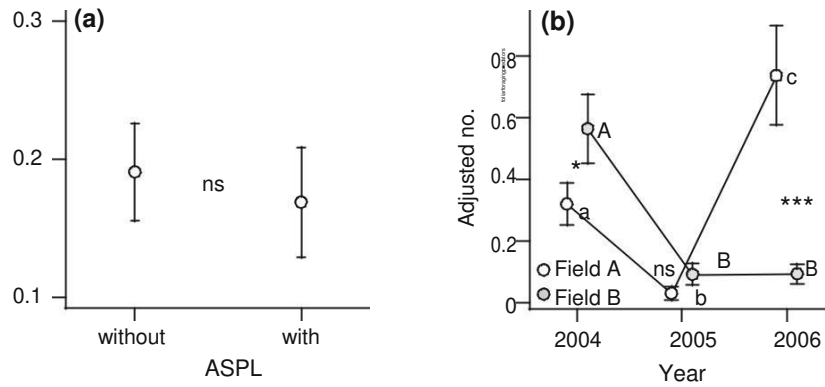 (a)
0.3
0.2
0.1
ns
without
with
ASPL
(b)
Adjusted no.
0.8
0.6
0.4
0.2
0
A
*
a
c
***
ns
B
B
b
Field A
Field B
2004
2005
2006
Year